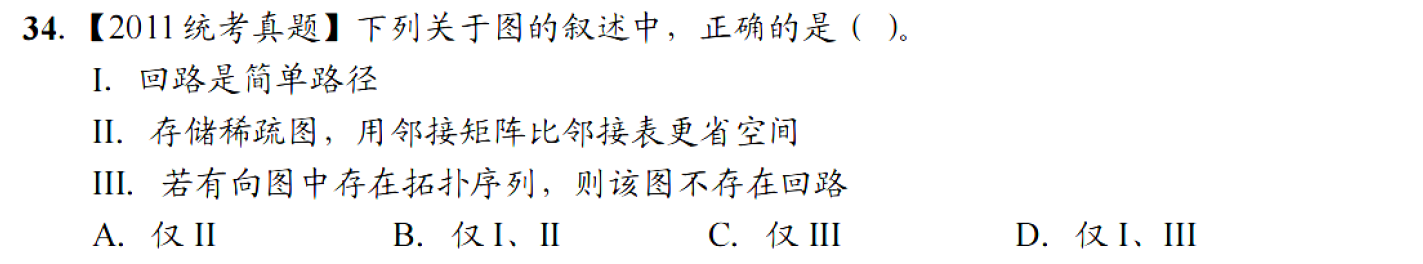 34. 【2011 统考真题】下列关于图的叙述中，正确的是（ ）。
I. 回路是简单路径
II. 存储稀疏图，用邻接矩阵比邻接表更省空间
III. 若有向图中存在拓扑序列，则该图不存在回路
A. 仅 II B. 仅 I、II C. 仅 III D. 仅 I、III